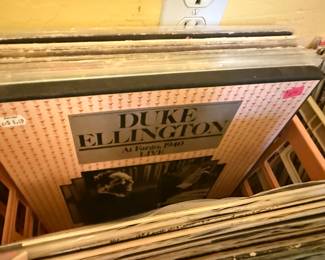 DUKE
ELLINGTON
At Fargo, 1940
LIVE